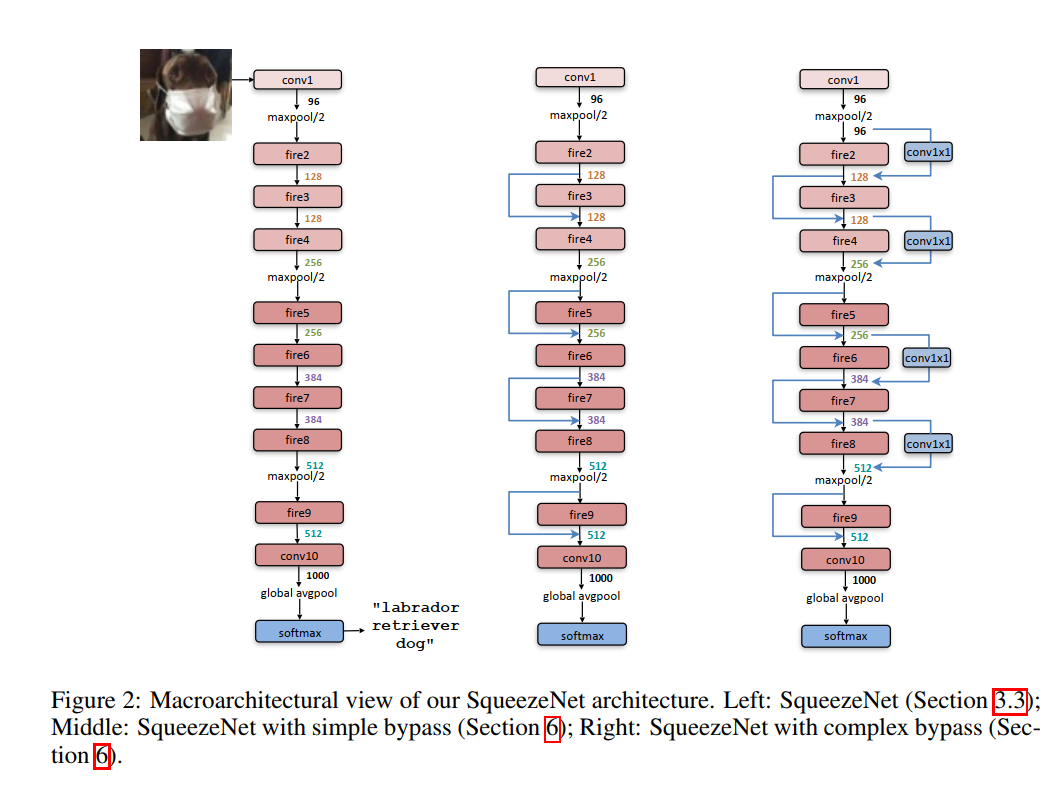 conv1
96
maxpool/2
fire2
128
fire3
128
fire4
256
maxpool/2
fire5
256
fire6
384
fire7
384
fire8
512
maxpool/2
fire9
512
conv10
1000
global avgpool
softmax
"labrador
retriever
dog"
conv1
96
maxpool/2
fire2
128
fire3
128
fire4
256
maxpool/2
fire5
256
fire6
384
fire7
384
fire8
512
maxpool/2
fire9
512
conv10
1000
global avgpool
softmax
conv1
96
maxpool/2
96
conv1x1
fire2
128
fire3
128
fire4
conv1x1
256
maxpool/2
fire5
256
fire6
conv1x1
384
fire7
384
fire8
conv1x1
512
maxpool/2
fire9
512
conv10
1000
global avgpool
softmax
Figure 2: Macroarchitectural view of our SqueezeNet architecture. Left: SqueezeNet (Section 3.3);
Middle: SqueezeNet with simple bypass (Section 6); Right: SqueezeNet with complex bypass (Sec-
tion 6).